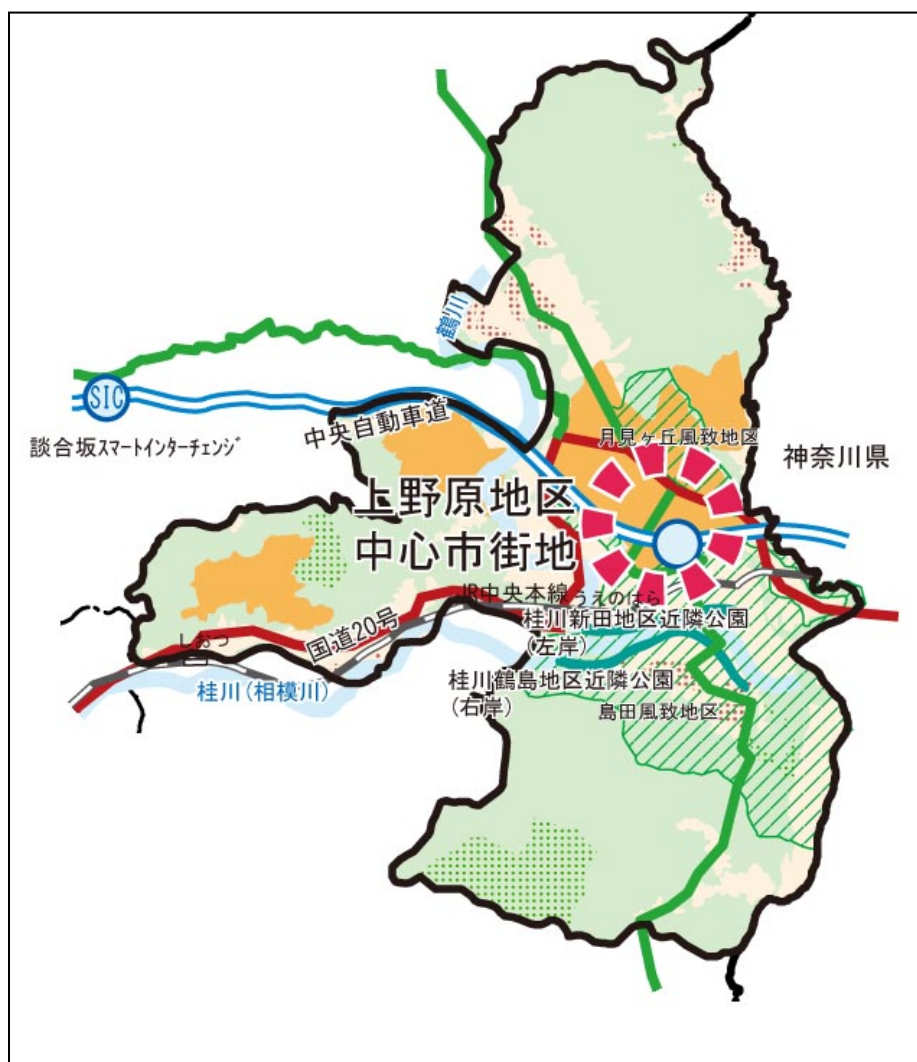 鶴川
SIC
中央自動車道
談合坂スマートインターチェンジ
月見ヶ丘風致地区
神奈川県
上野原地区
中心市街地
JR中央本線
うえのはら
国道20号
桂川新田地区近隣公園
(左岸)
しおつ
桂川(相模川)
桂川鶴島地区近隣公園
(右岸)
島田風致地区